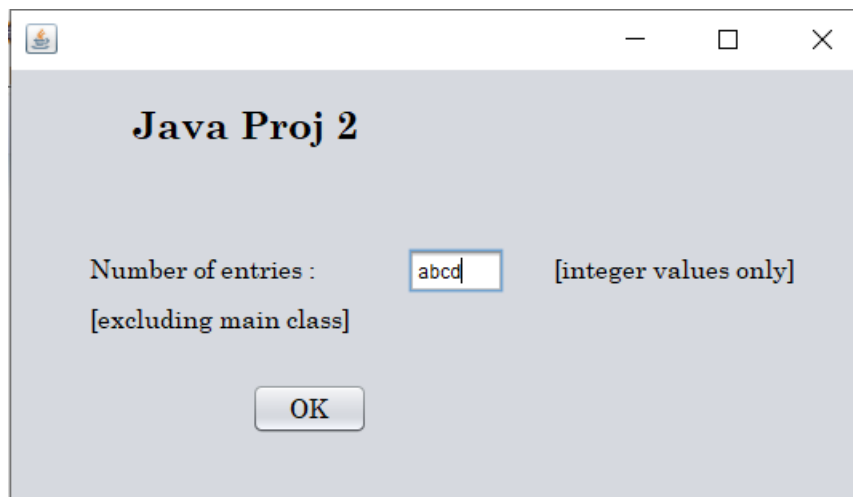 Java Proj 2
Number of entries : abcd [integer values only]
[excluding main class]
OK